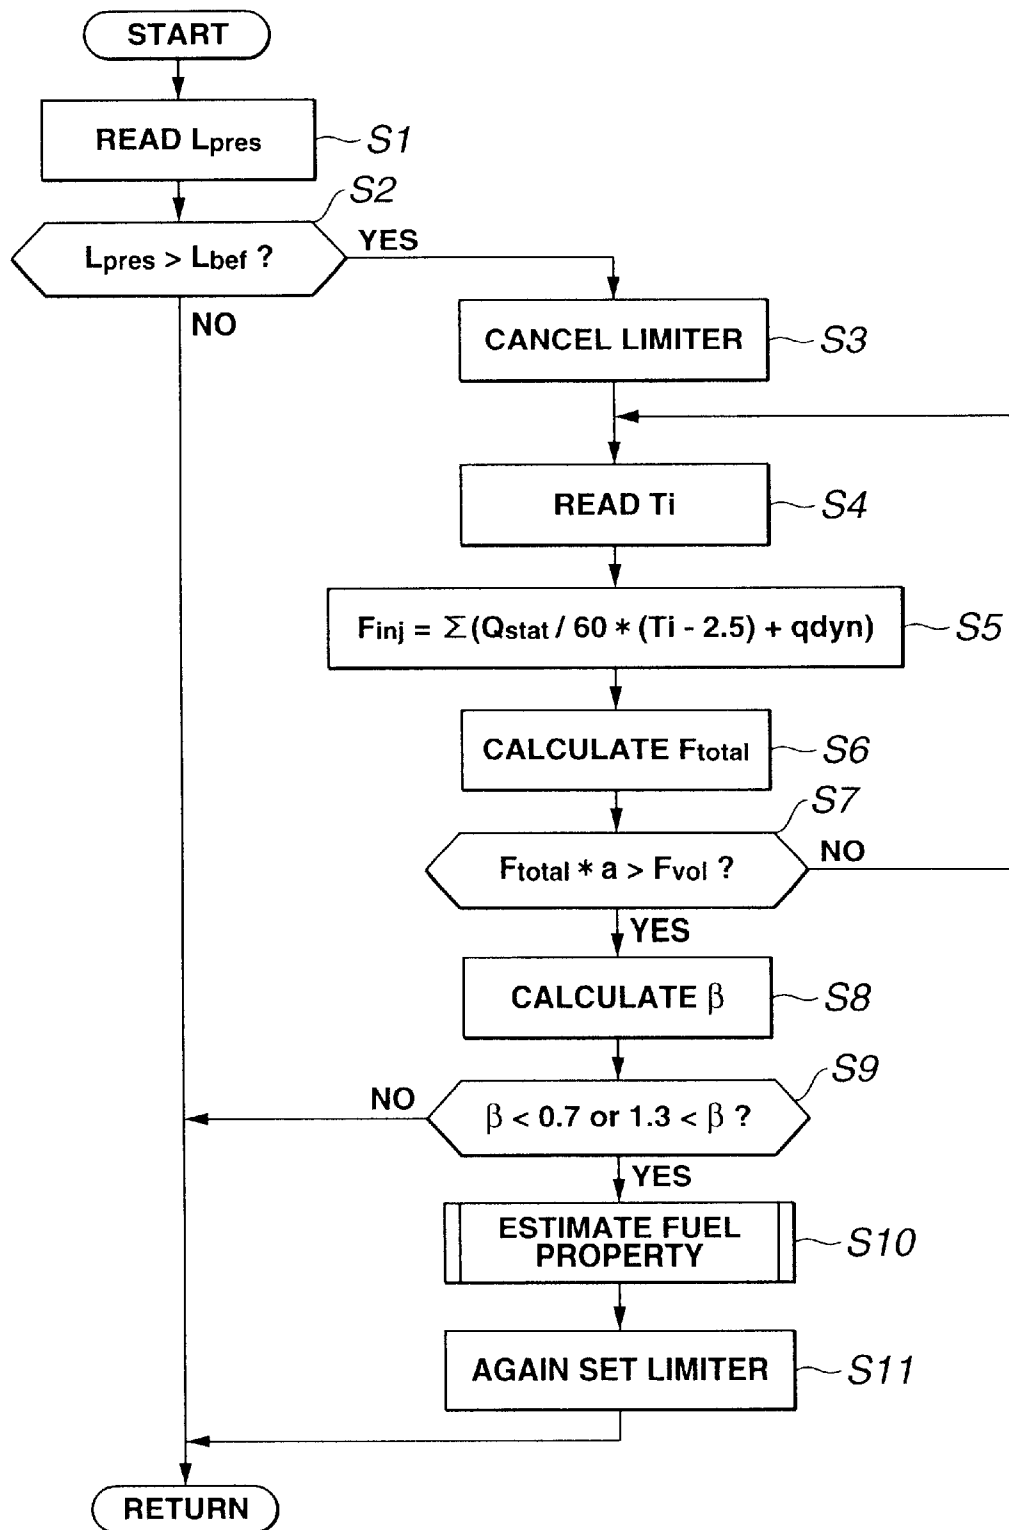 START
READ Lpres
S1
S2
Lpres > Lbef ?
YES
NO
CANCEL LIMITER
S3
READ Ti
S4
Finj = Σ(Qstat / 60 * (Ti - 2.5) + qdyn)
S5
CALCULATE Ftotal
S6
S7
Ftotal * a > Fvol ?
NO
YES
CALCULATE β
S8
S9
NO
β < 0.7 or 1.3 < β ?
YES
ESTIMATE FUEL
PROPERTY
S10
AGAIN SET LIMITER
S11
RETURN